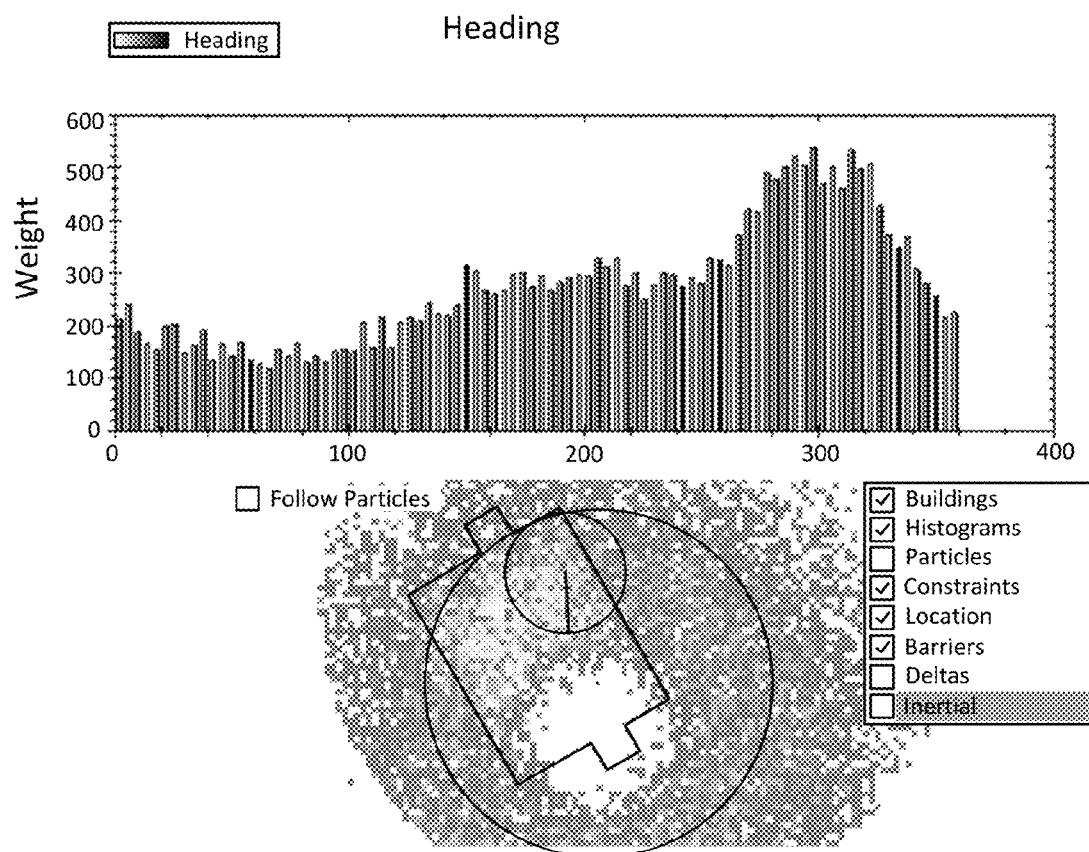 Heading
Heading
Weight
600
500
400
300
200
100
0
0 100 200 300 400
Follow Particles
Buildings
Histograms
Particles
Constraints
Location
Barriers
Deltas
Inertial